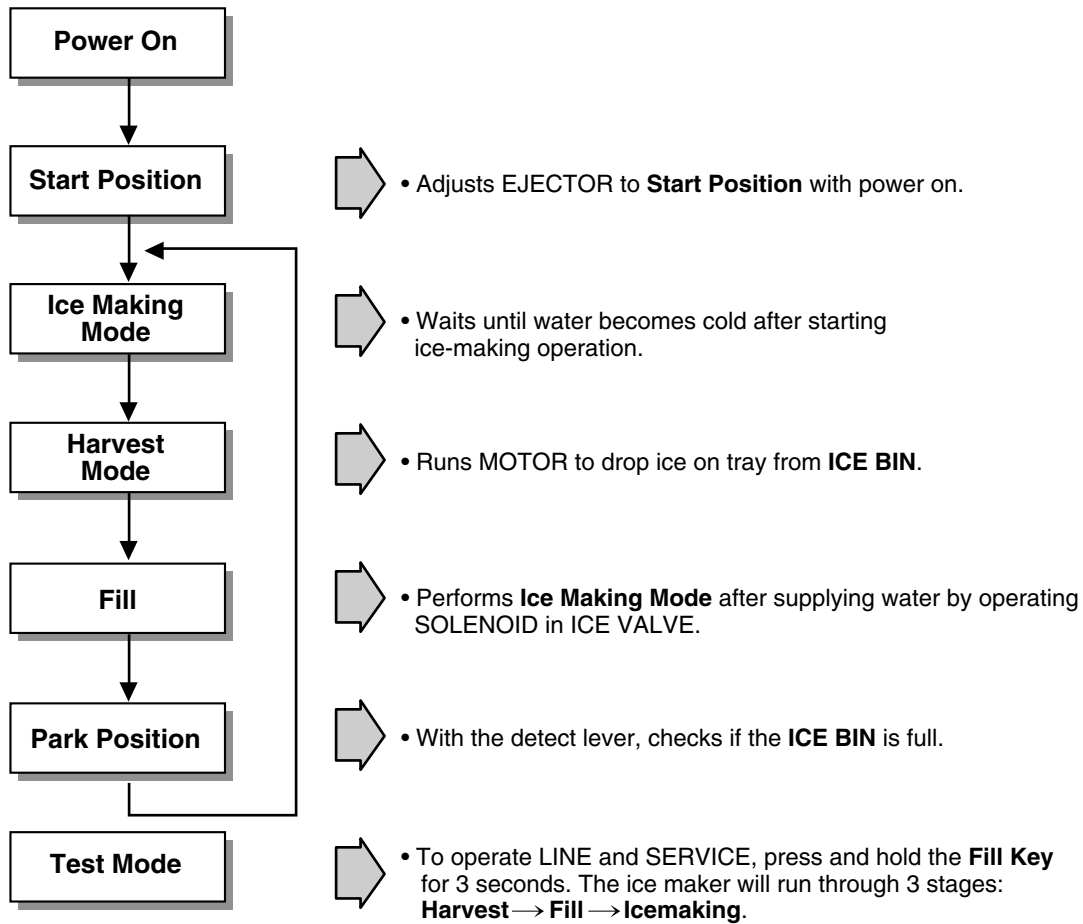 Power On
Start Position
• Adjusts EJECTOR to Start Position with power on.
Ice Making
Mode
• Waits until water becomes cold after starting
ice-making operation.
Harvest
Mode
• Runs MOTOR to drop ice on tray from ICE BIN.
Fill
• Performs Ice Making Mode after supplying water by operating
SOLENOID in ICE VALVE.
Park Position
• With the detect lever, checks if the ICE BIN is full.
Test Mode
• To operate LINE and SERVICE, press and hold the Fill Key
for 3 seconds. The ice maker will run through 3 stages:
Harvest → Fill → Icemaking.